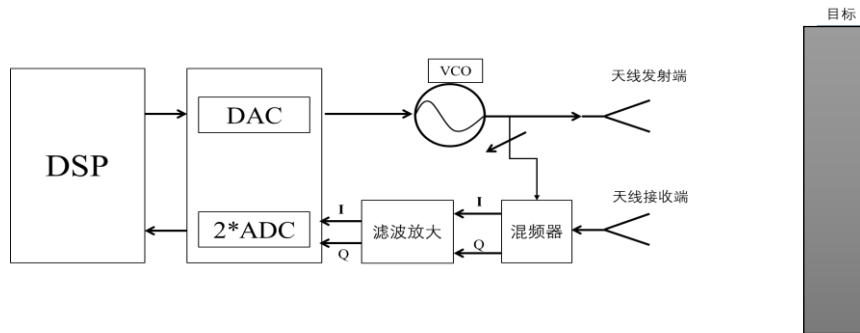 目标
VCO
天线发射端
DAC
DSP
天线接收端
I
I
2*ADC
滤波放大
混频器
Q
Q